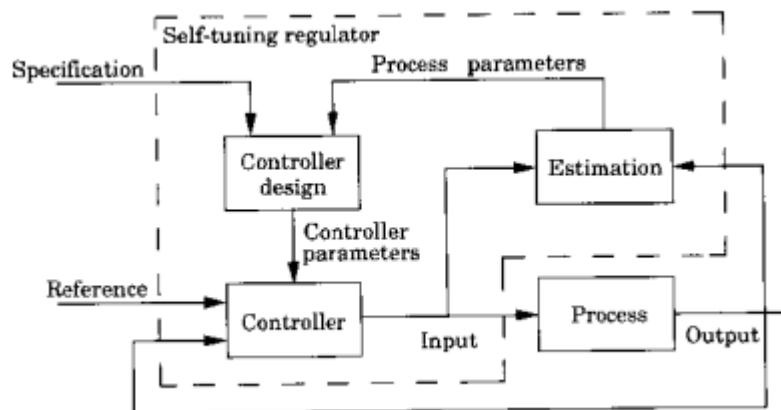 Self-tuning regulator
Specification
Process parameters
Controller
design
Estimation
Controller
parameters
Reference
Controller
Input
Process
Output